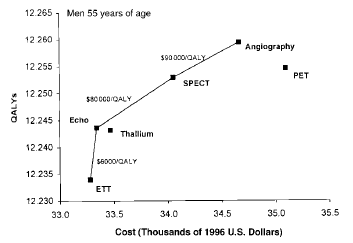 Men 55 years of age
12.265
12.260
12.255
12.250
12.245
12.240
12.235
12.230
QALYs
Angiography
$90 000/QALY
PET
SPECT
$80000/QALY
Echo
Thallium
$6000/QALY
ETT
33.0 33.5 34.0 34.5 35.0 35.5
Cost (Thousands of 1996 U.S. Dollars)